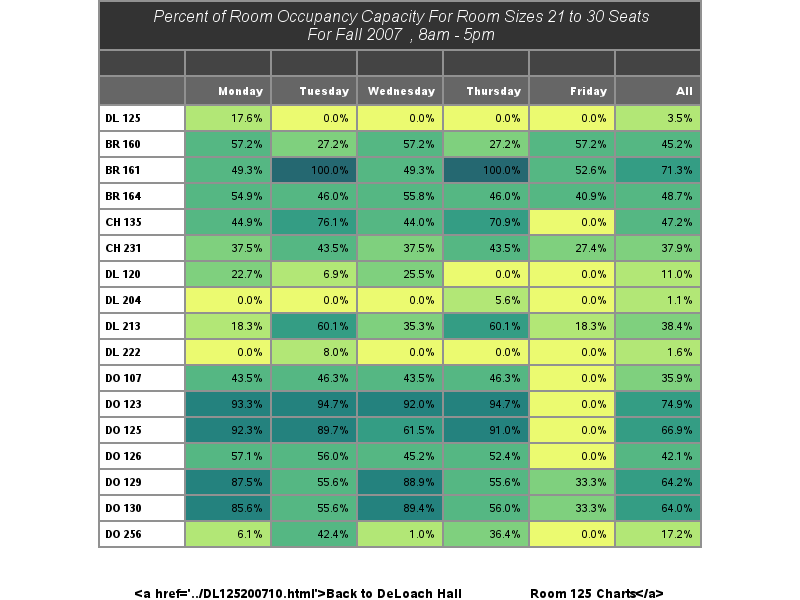 Percent of Room Occupancy Capacity For Room Sizes 21 to 30 Seats
For Fall 2007 , 8am - 5pm
Monday Tuesday Wednesday Thursday Friday All
DL 125 17.6% 0.0% 0.0% 0.0% 0.0% 3.5%
BR 160 57.2% 27.2% 57.2% 27.2% 57.2% 45.2%
BR 161 49.3% 100.0% 49.3% 100.0% 52.6% 71.3%
BR 164 54.9% 46.0% 55.8% 46.0% 40.9% 48.7%
CH 135 44.9% 76.1% 44.0% 70.9% 0.0% 47.2%
CH 231 37.5% 43.5% 37.5% 43.5% 27.4% 37.9%
DL 120 22.7% 6.9% 25.5% 0.0% 0.0% 11.0%
DL 204 0.0% 0.0% 0.0% 5.6% 0.0% 1.1%
DL 213 18.3% 60.1% 35.3% 60.1% 18.3% 38.4%
DL 222 0.0% 8.0% 0.0% 0.0% 0.0% 1.6%
DO 107 43.5% 46.3% 43.5% 46.3% 0.0% 35.9%
DO 123 93.3% 94.7% 92.0% 94.7% 0.0% 74.9%
DO 125 92.3% 89.7% 61.5% 91.0% 0.0% 66.9%
DO 126 57.1% 56.0% 45.2% 52.4% 0.0% 42.1%
DO 129 87.5% 55.6% 88.9% 55.6% 33.3% 64.2%
DO 130 85.6% 55.6% 89.4% 56.0% 33.3% 64.0%
DO 256 6.1% 42.4% 1.0% 36.4% 0.0% 17.2%
<a href='../DL125200710.html'>Back to DeLoach Hall Room 125 Charts</a>